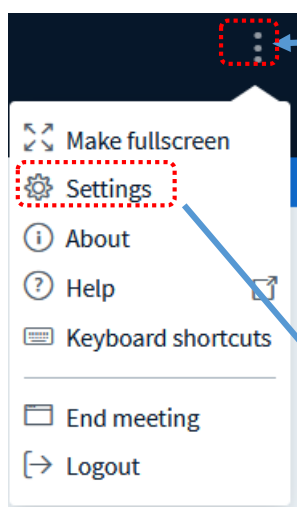 Make fullscreen
Settings
About
Help
Keyboard shortcuts
End meeting
Logout